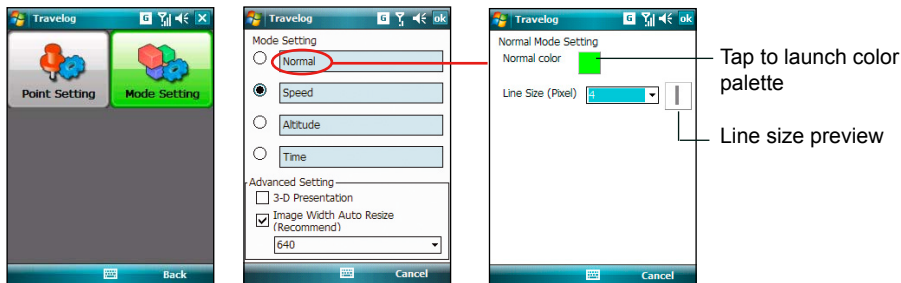 Travelog
G
Point Setting
Mode Setting
Back
Travelog
G
ok
Mode Setting
Normal
Speed
Altitude
Time
Advanced Setting
3-D Presentation
Image Width Auto Resize
(Recommend)
640
Cancel
Travelog
G
ok
Normal Mode Setting
Normal color
Line Size (Pixel)
4
Cancel
Tap to launch color
palette
Line size preview